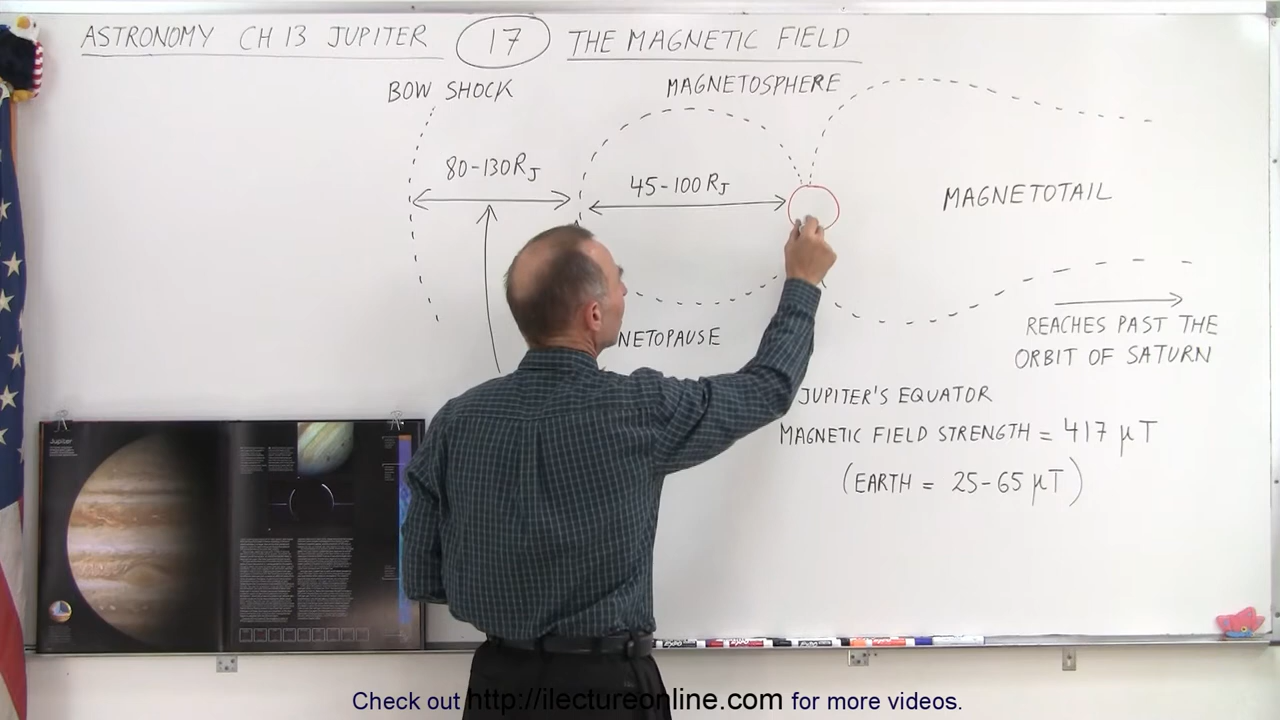 ASTRONOMY CH 13 JUPITER 17 THE MAGNETIC FIELD
BOW SHOCK
MAGNETOSPHERE
80-130 RJ
45-100 RJ
MAGNETOTAIL
NETOPAUSE
REACHES PAST THE
ORBIT OF SATURN
JUPITER'S EQUATOR
MAGNETIC FIELD STRENGTH = 417 μT
(EARTH = 25-65 μT)
Jupiter
EXPO
Check out http://ilectureonline.com for more videos.